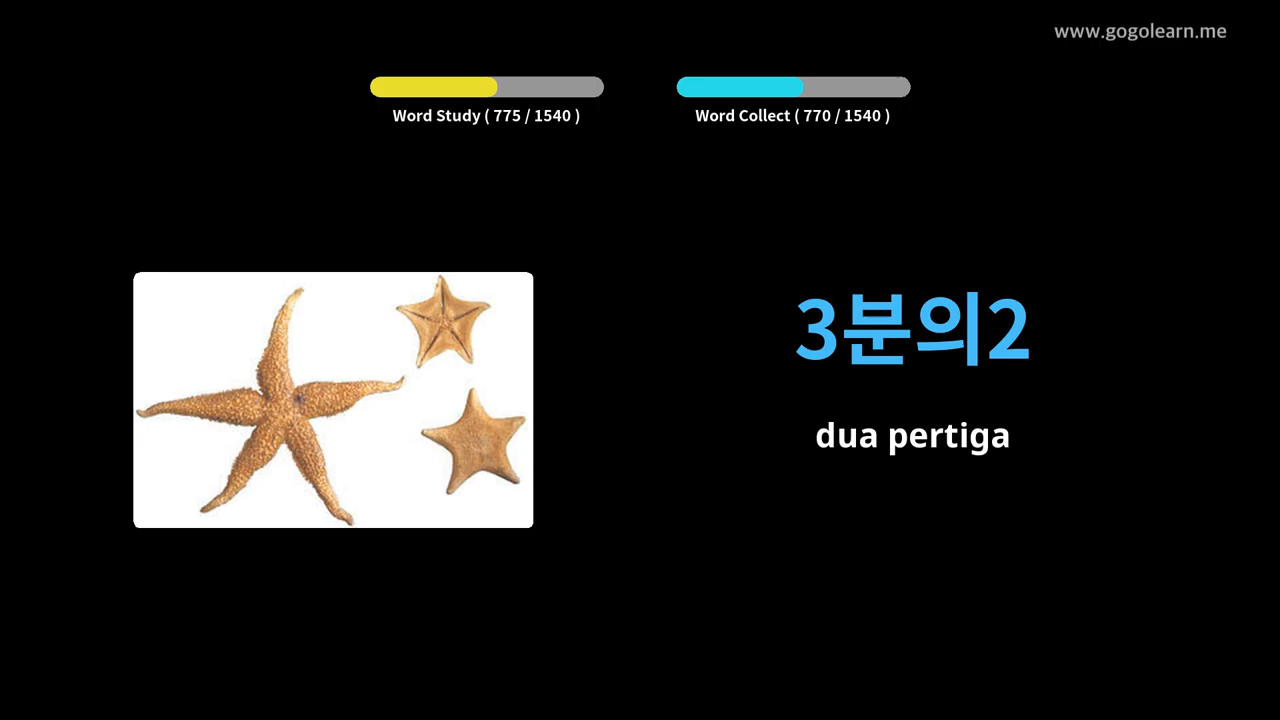 www.gogolearn.me
Word Study ( 775 / 1540 )
Word Collect ( 770 / 1540 )
3분의2
dua pertiga